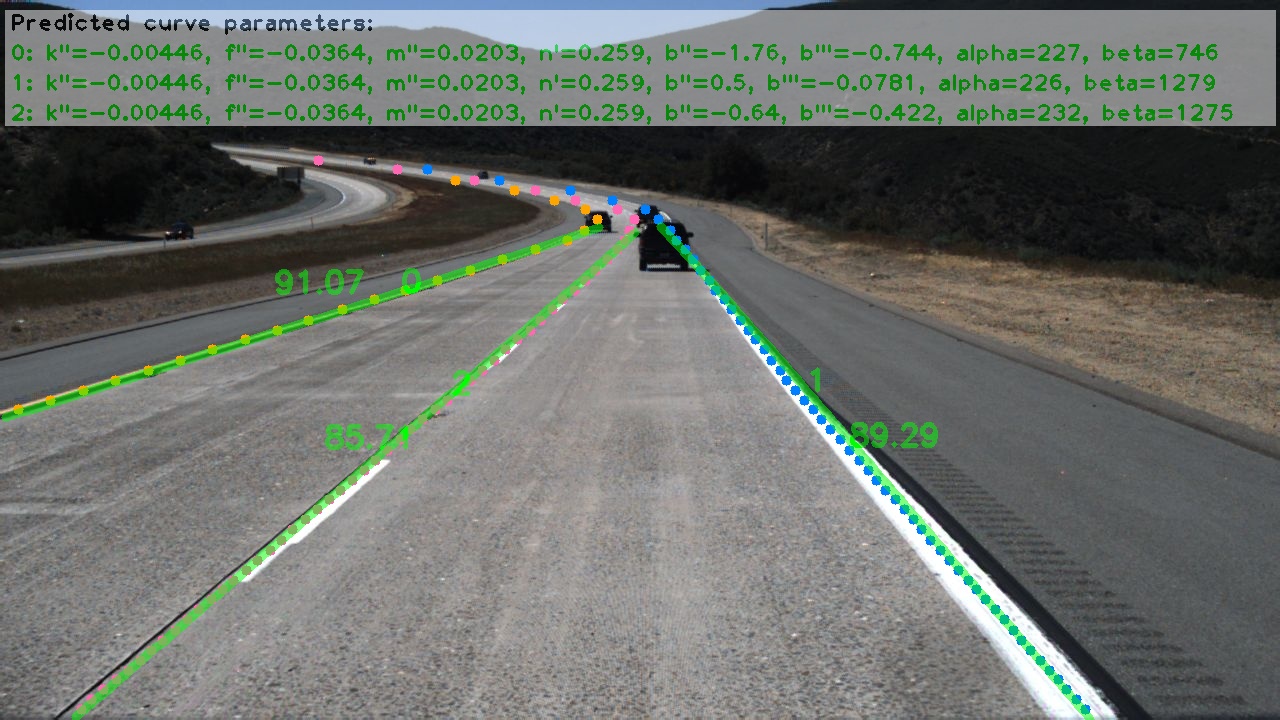 Predicted curve parameters:
0: k''=-0.00446, f''=-0.0364, m''=0.0203, n'=0.259, b''=-1.76, b'''=-0.744, alpha=227, beta=746
1: k''=-0.00446, f''=-0.0364, m''=0.0203, n'=0.259, b''=0.5, b'''=-0.0781, alpha=226, beta=1279
2: k''=-0.00446, f''=-0.0364, m''=0.0203, n'=0.259, b''=-0.64, b'''=-0.422, alpha=232, beta=1275
91.07 0
2 1
85.71 89.29